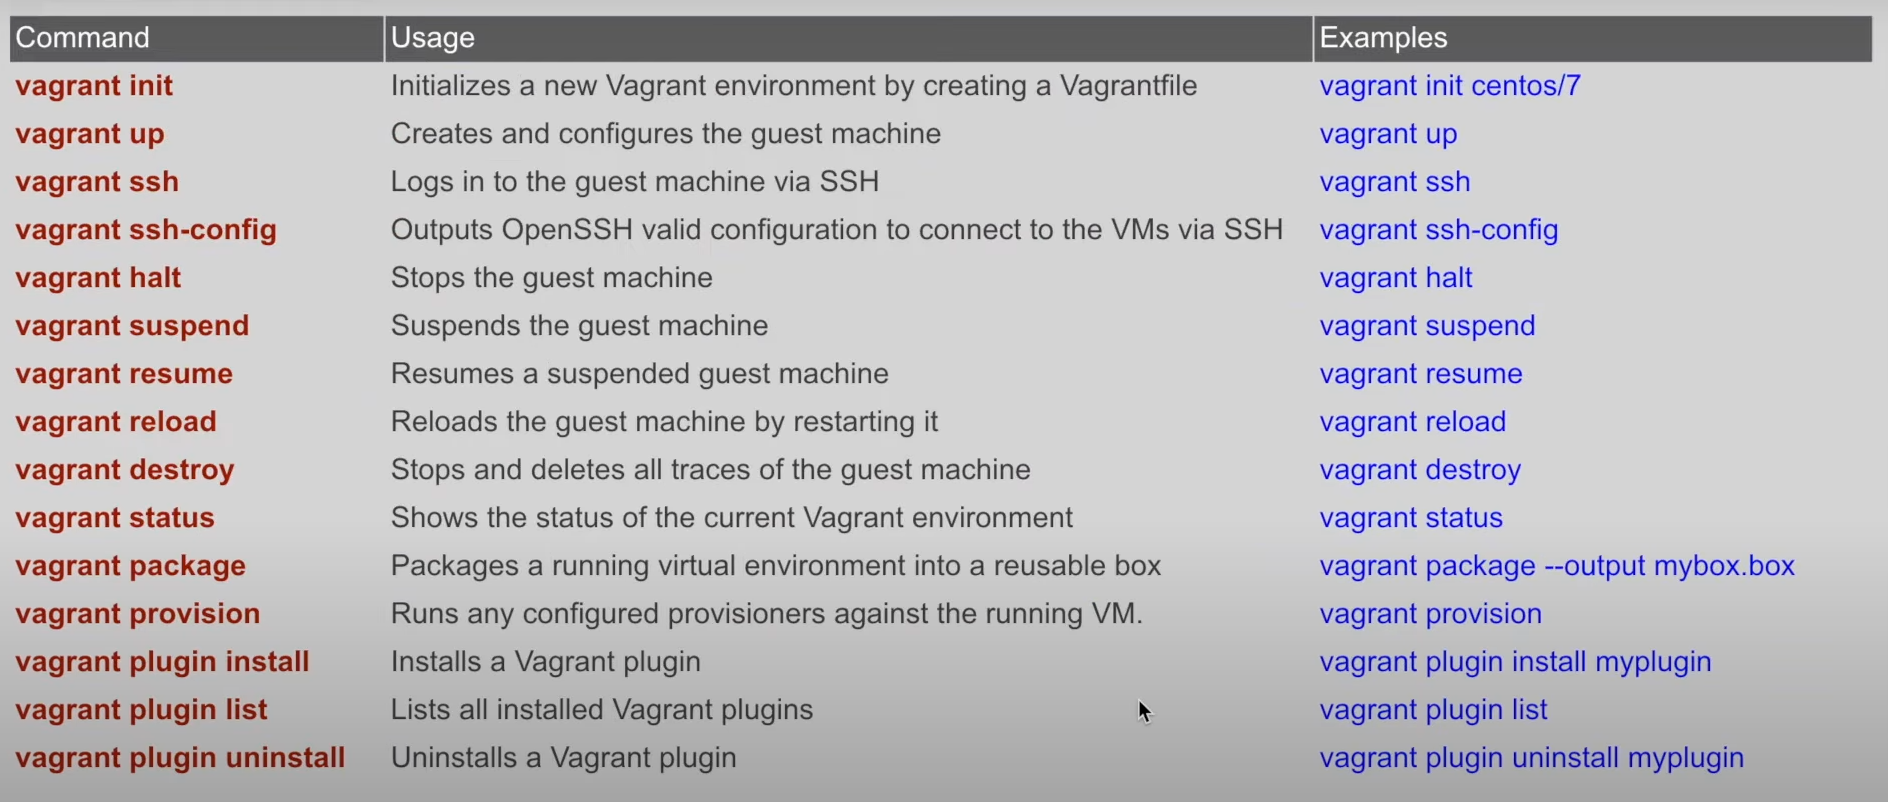 Command Usage Examples
vagrant init Initializes a new Vagrant environment by creating a Vagrantfile vagrant init centos/7
vagrant up Creates and configures the guest machine vagrant up
vagrant ssh Logs in to the guest machine via SSH vagrant ssh
vagrant ssh-config Outputs OpenSSH valid configuration to connect to the VMs via SSH vagrant ssh-config
vagrant halt Stops the guest machine vagrant halt
vagrant suspend Suspends the guest machine vagrant suspend
vagrant resume Resumes a suspended guest machine vagrant resume
vagrant reload Reloads the guest machine by restarting it vagrant reload
vagrant destroy Stops and deletes all traces of the guest machine vagrant destroy
vagrant status Shows the status of the current Vagrant environment vagrant status
vagrant package Packages a running virtual environment into a reusable box vagrant package --output mybox.box
vagrant provision Runs any configured provisioners against the running VM. vagrant provision
vagrant plugin install Installs a Vagrant plugin vagrant plugin install myplugin
vagrant plugin list Lists all installed Vagrant plugins vagrant plugin list
vagrant plugin uninstall Uninstalls a Vagrant plugin vagrant plugin uninstall myplugin